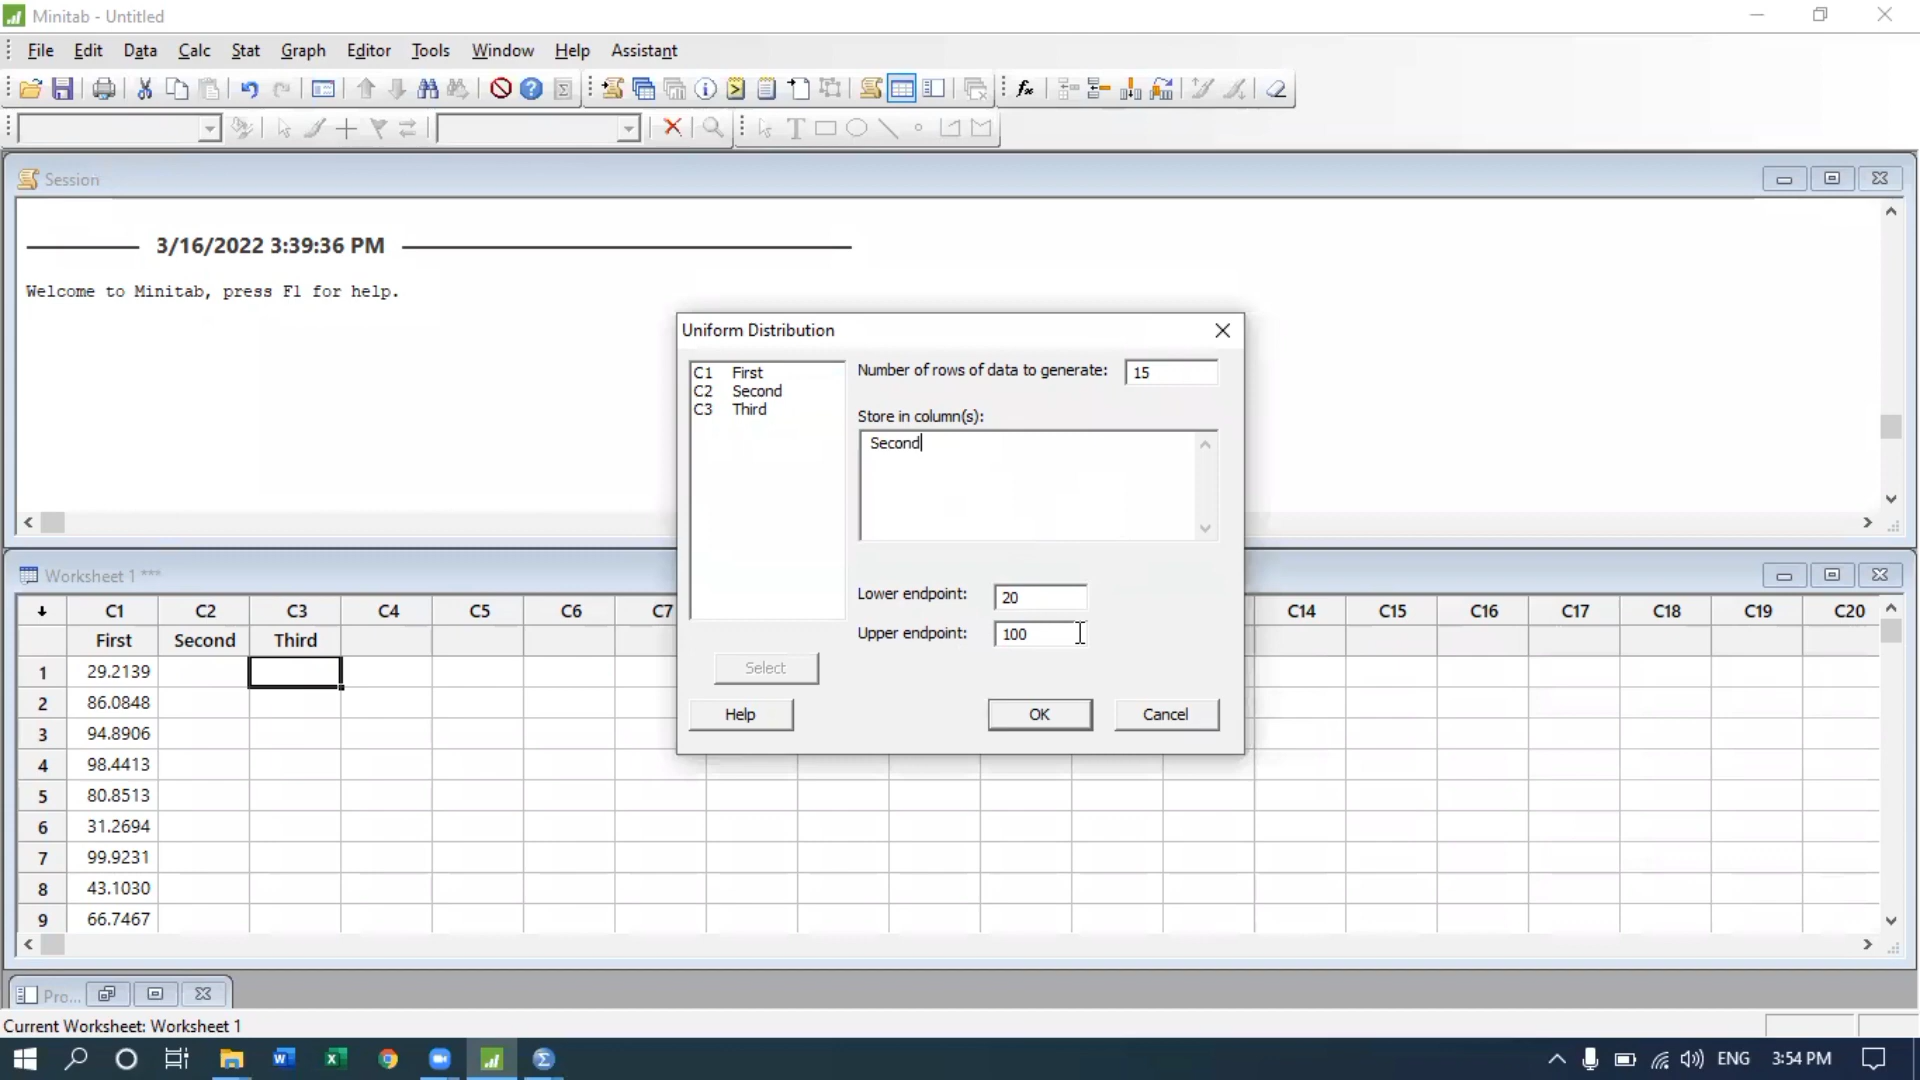 Minitab - Untitled
File Edit Data Calc Stat Graph Editor Tools Window Help Assistant
Session
3/16/2022 3:39:36 PM
Welcome to Minitab, press F1 for help.
Uniform Distribution
C1 First
C2 Second
C3 Third
Number of rows of data to generate: 15
Store in column(s):
Second
Lower endpoint: 20
Upper endpoint: 100
Select
Help OK Cancel
Worksheet 1 ***
C1 C2 C3 C4 C5 C6 C7 C14 C15 C16 C17 C18 C19 C20
First Second Third
1 29.2139
2 86.0848
3 94.8906
4 98.4413
5 80.8513
6 31.2694
7 99.9231
8 43.1030
9 66.7467
Pro...
Current Worksheet: Worksheet 1
ENG 3:54 PM